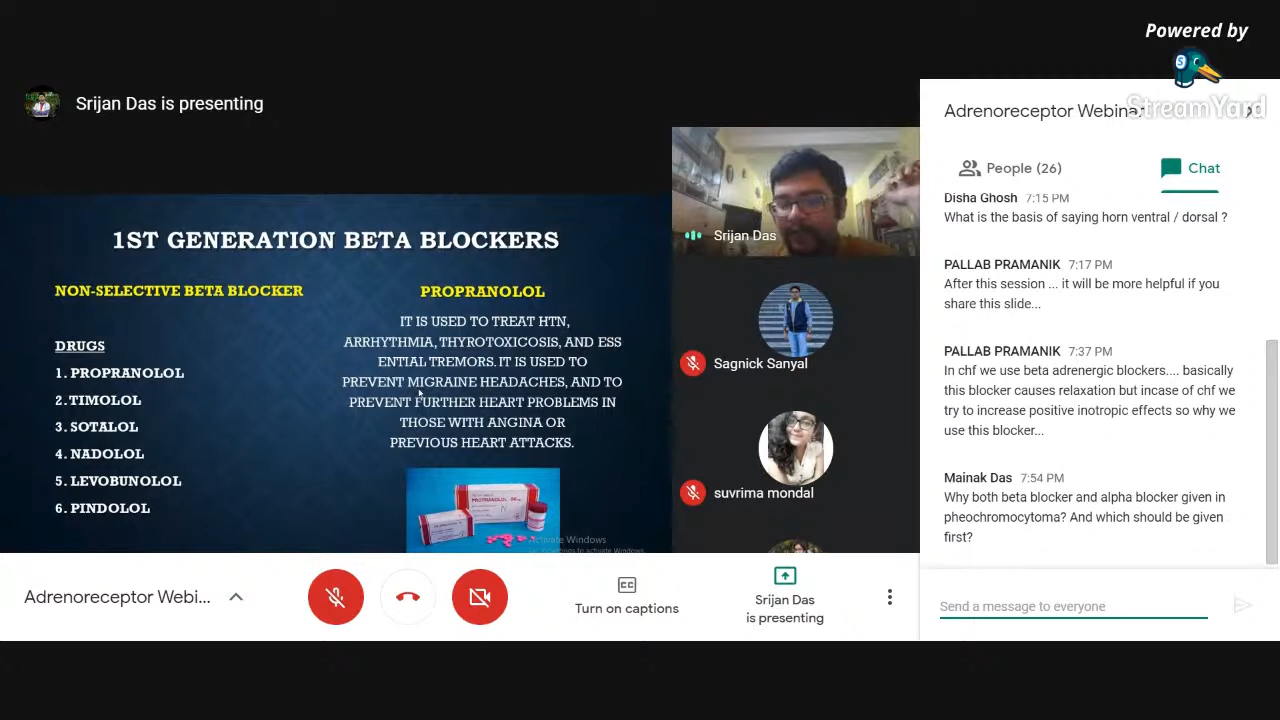 Powered by
StreamYard
Srijan Das is presenting
1ST GENERATION BETA BLOCKERS
NON-SELECTIVE BETA BLOCKER
DRUGS
1. PROPRANOLOL
2. TIMOLOL
3. SOTALOL
4. NADOLOL
5. LEVOBUNOLOL
6. PINDOLOL
PROPRANOLOL
IT IS USED TO TREAT HTN,
ARRHYTHMIA, THYROTOXICOSIS, AND ESS
ENTIAL TREMORS. IT IS USED TO
PREVENT MIGRAINE HEADACHES, AND TO
PREVENT FURTHER HEART PROBLEMS IN
THOSE WITH ANGINA OR
PREVIOUS HEART ATTACKS.
PROPRANOLOL
Activate Windows
Srijan Das
Sagnick Sanyal
suvrima mondal
Adrenoreceptor Webinar
People (26)
Chat
Disha Ghosh 7:15 PM
What is the basis of saying horn ventral / dorsal ?
PALLAB PRAMANIK 7:17 PM
After this session ... it will be more helpful if you
share this slide...
PALLAB PRAMANIK 7:37 PM
In chf we use beta adrenergic blockers.... basically
this blocker causes relaxation but incase of chf we
try to increase positive inotropic effects so why we
use this blocker...
Mainak Das 7:54 PM
Why both beta blocker and alpha blocker given in
pheochromocytoma? And which should be given
first?
Send a message to everyone
Adrenoreceptor Webi...
Turn on captions
Srijan Das
is presenting